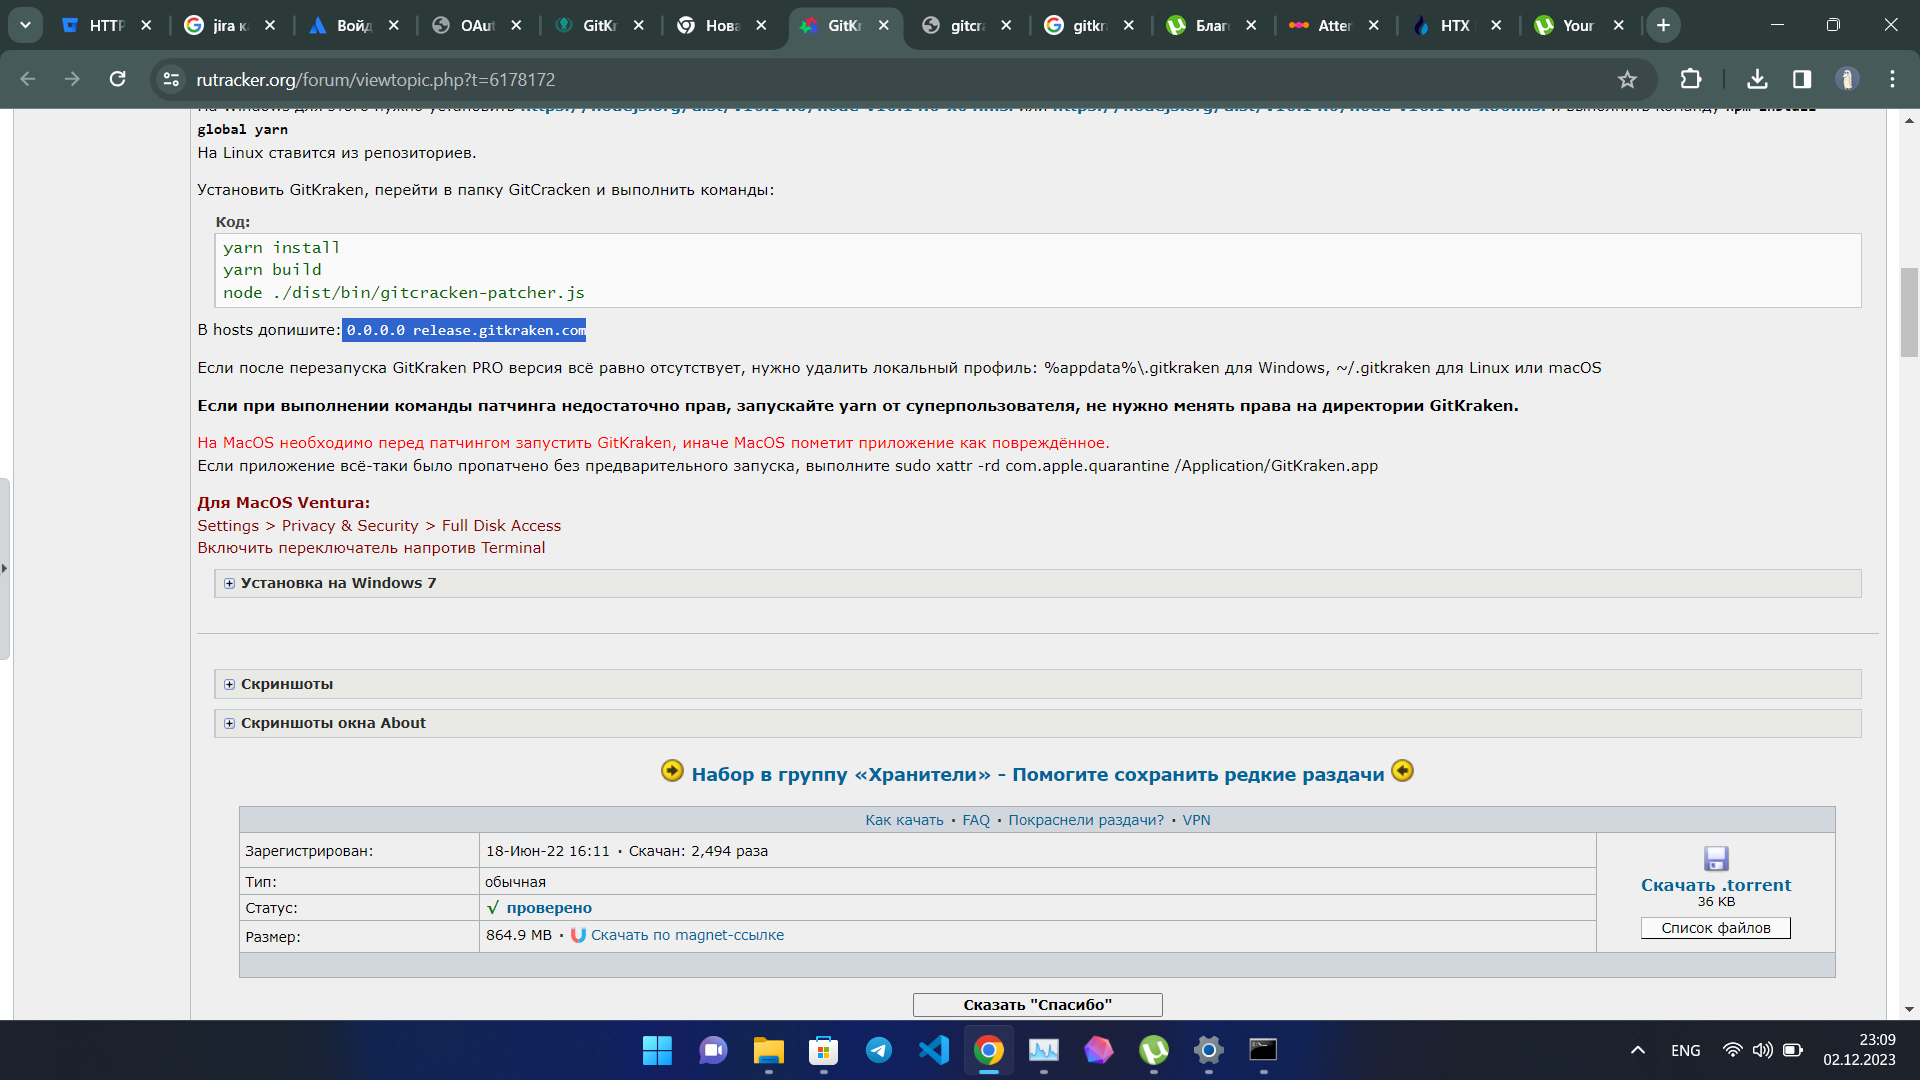 HTTP
jira к
Войд
OAut
GitKr
Нова
GitKr
gitcra
gitkra
Благ
Atter
HTX
Your
rutracker.org/forum/viewtopic.php?t=6178172
global yarn
На Linux ставится из репозиториев.
Установить GitKraken, перейти в папку GitCracken и выполнить команды:
Код:
yarn install
yarn build
node ./dist/bin/gitcracken-patcher.js
В hosts допишите: 0.0.0.0 release.gitkraken.com
Если после перезапуска GitKraken PRO версия всё равно отсутствует, нужно удалить локальный профиль: %appdata%\.gitkraken для Windows, ~/.gitkraken для Linux или macOS
Если при выполнении команды патчинга недостаточно прав, запускайте yarn от суперпользователя, не нужно менять права на директории GitKraken.
На MacOS необходимо перед патчингом запустить GitKraken, иначе MacOS пометит приложение как повреждённое.
Если приложение всё-таки было пропатчено без предварительного запуска, выполните sudo xattr -rd com.apple.quarantine /Application/GitKraken.app
Для MacOS Ventura:
Settings > Privacy & Security > Full Disk Access
Включить переключатель напротив Terminal
Установка на Windows 7
Скриншоты
Скриншоты окна About
Набор в группу «Хранители» - Помогите сохранить редкие раздачи
Как качать · FAQ · Покраснели раздачи? · VPN
Зарегистрирован: 18-Июн-22 16:11 · Скачан: 2,494 раза
Тип: обычная
Статус: √ проверено
Размер: 864.9 MB · Скачать по magnet-ссылке
Скачать .torrent
36 KB
Список файлов
Сказать "Спасибо"
ENG
23:09
02.12.2023